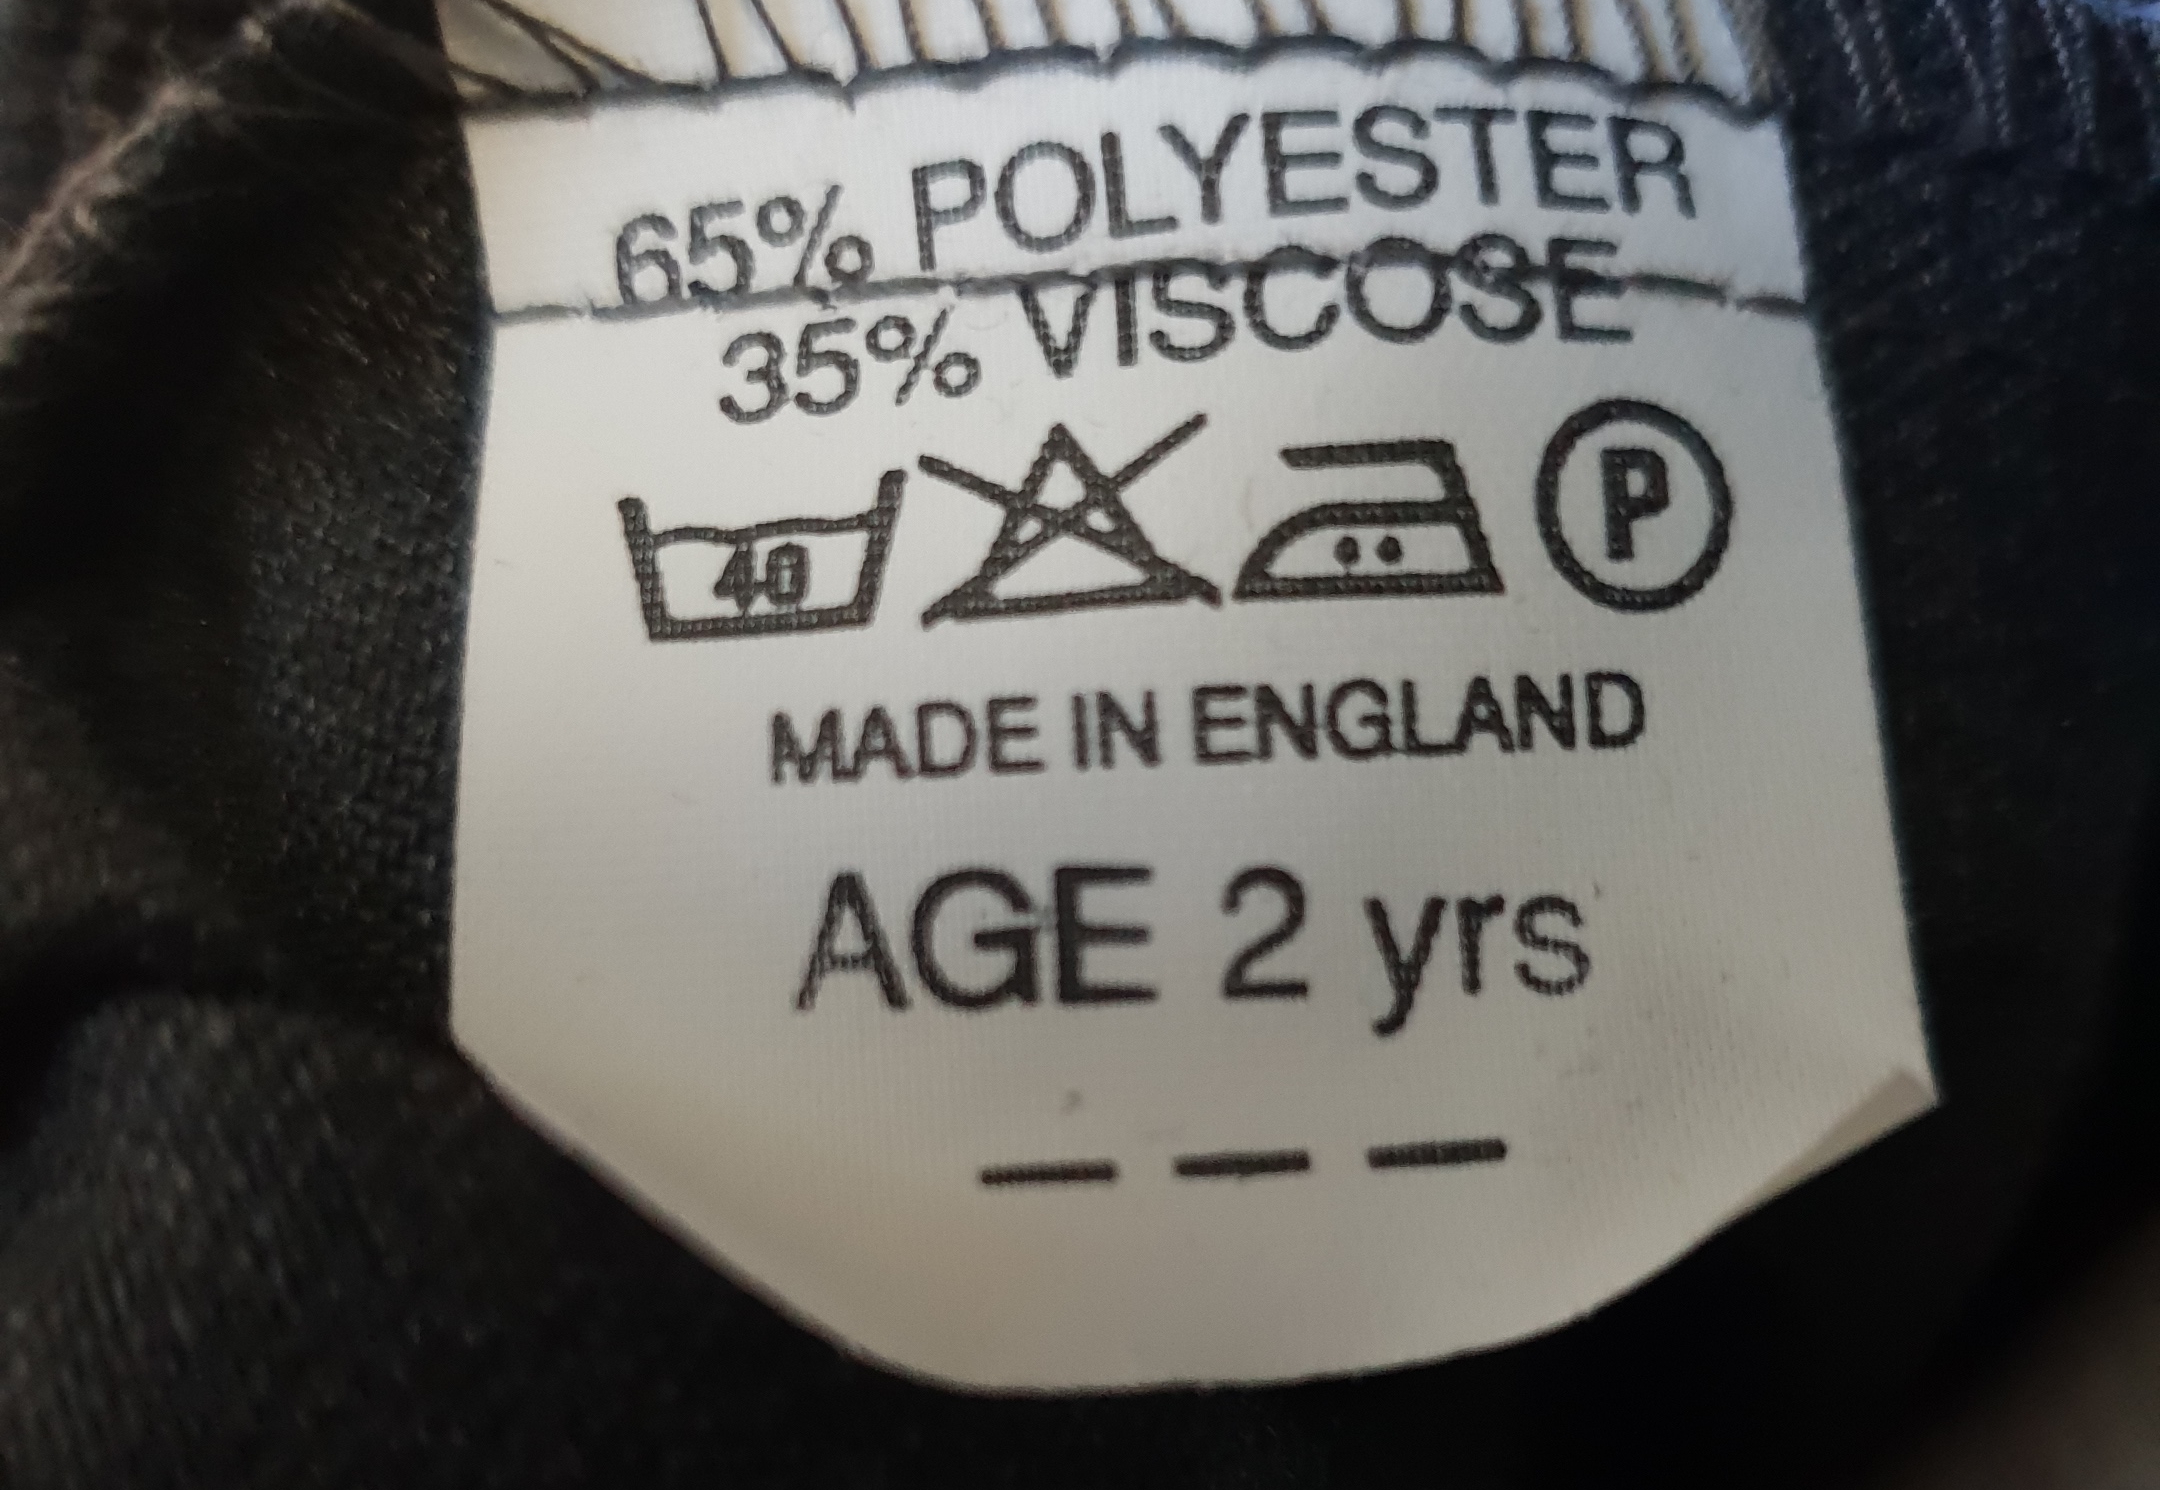 65% POLYESTER
35% VISCOSE
40 P
MADE IN ENGLAND
AGE 2 yrs
– – –